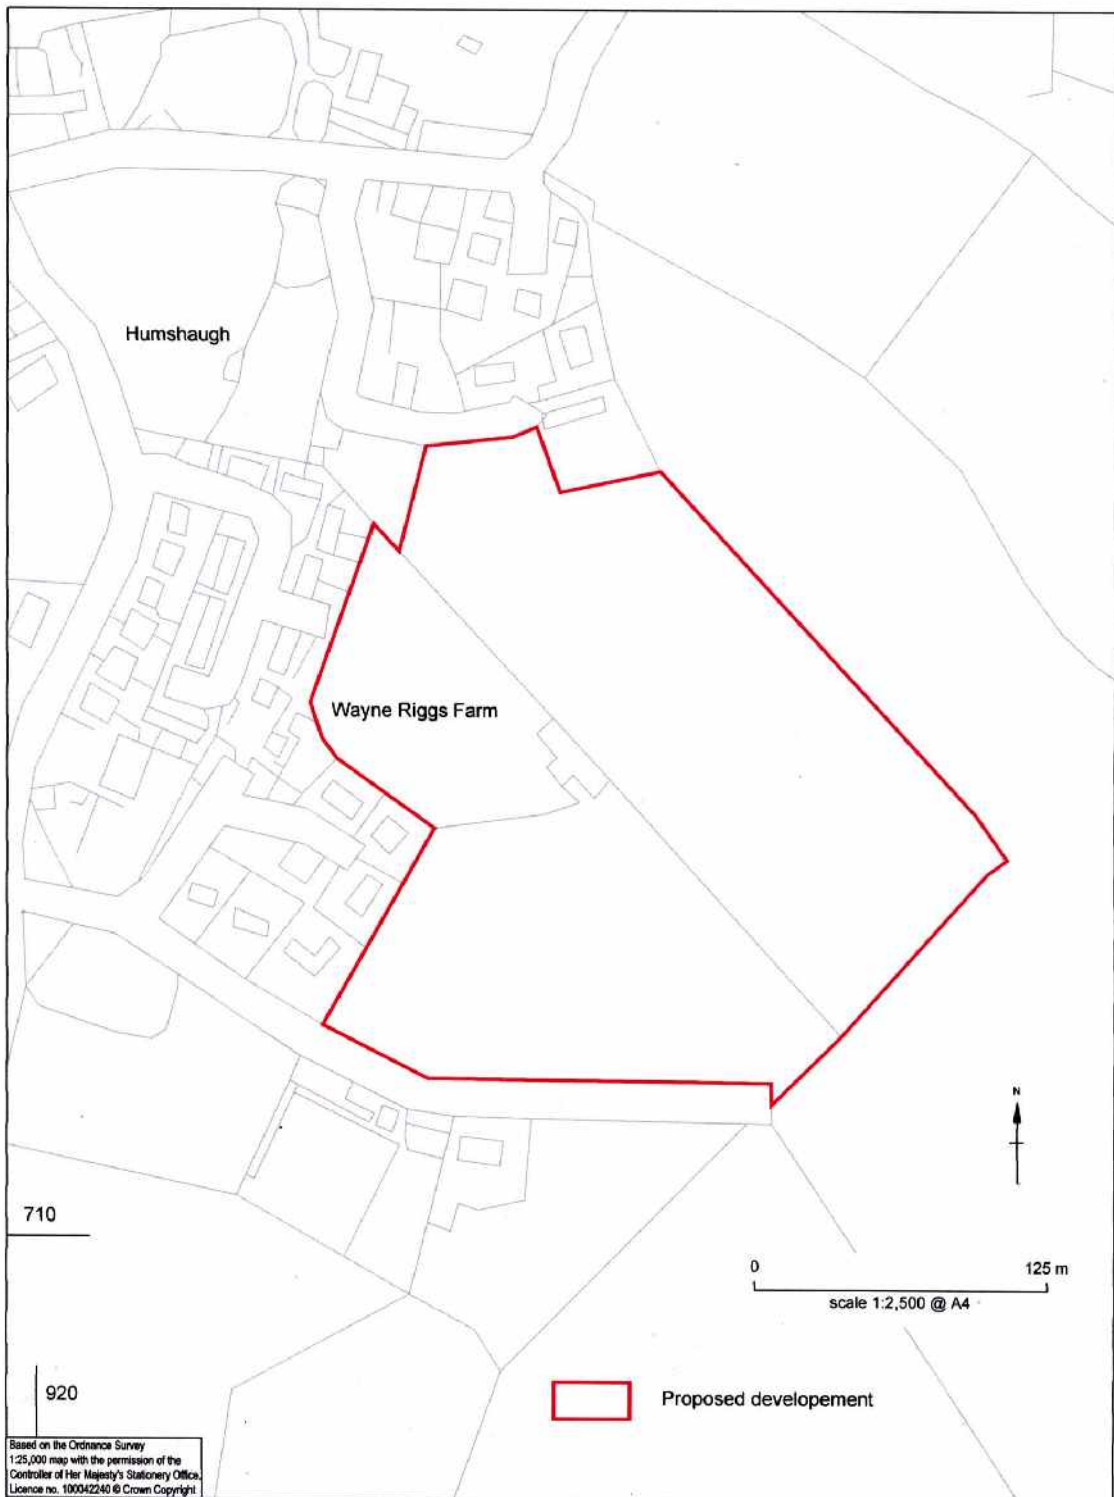 Humshaugh
Wayne Riggs Farm
N
710
0 125 m
scale 1:2,500 @ A4
920
Proposed developement
Based on the Ordnance Survey
1:25,000 map with the permission of the
Controller of Her Majesty's Stationery Office.
Licence no. 100042240 © Crown Copyright